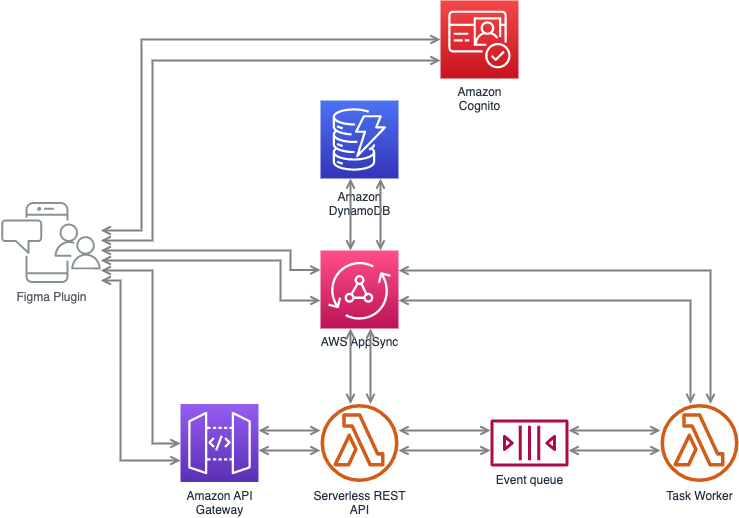 Amazon
Cognito
Amazon
DynamoDB
Figma Plugin
AWS AppSync
Amazon API
Gateway
Serverless REST
API
Event queue
Task Worker